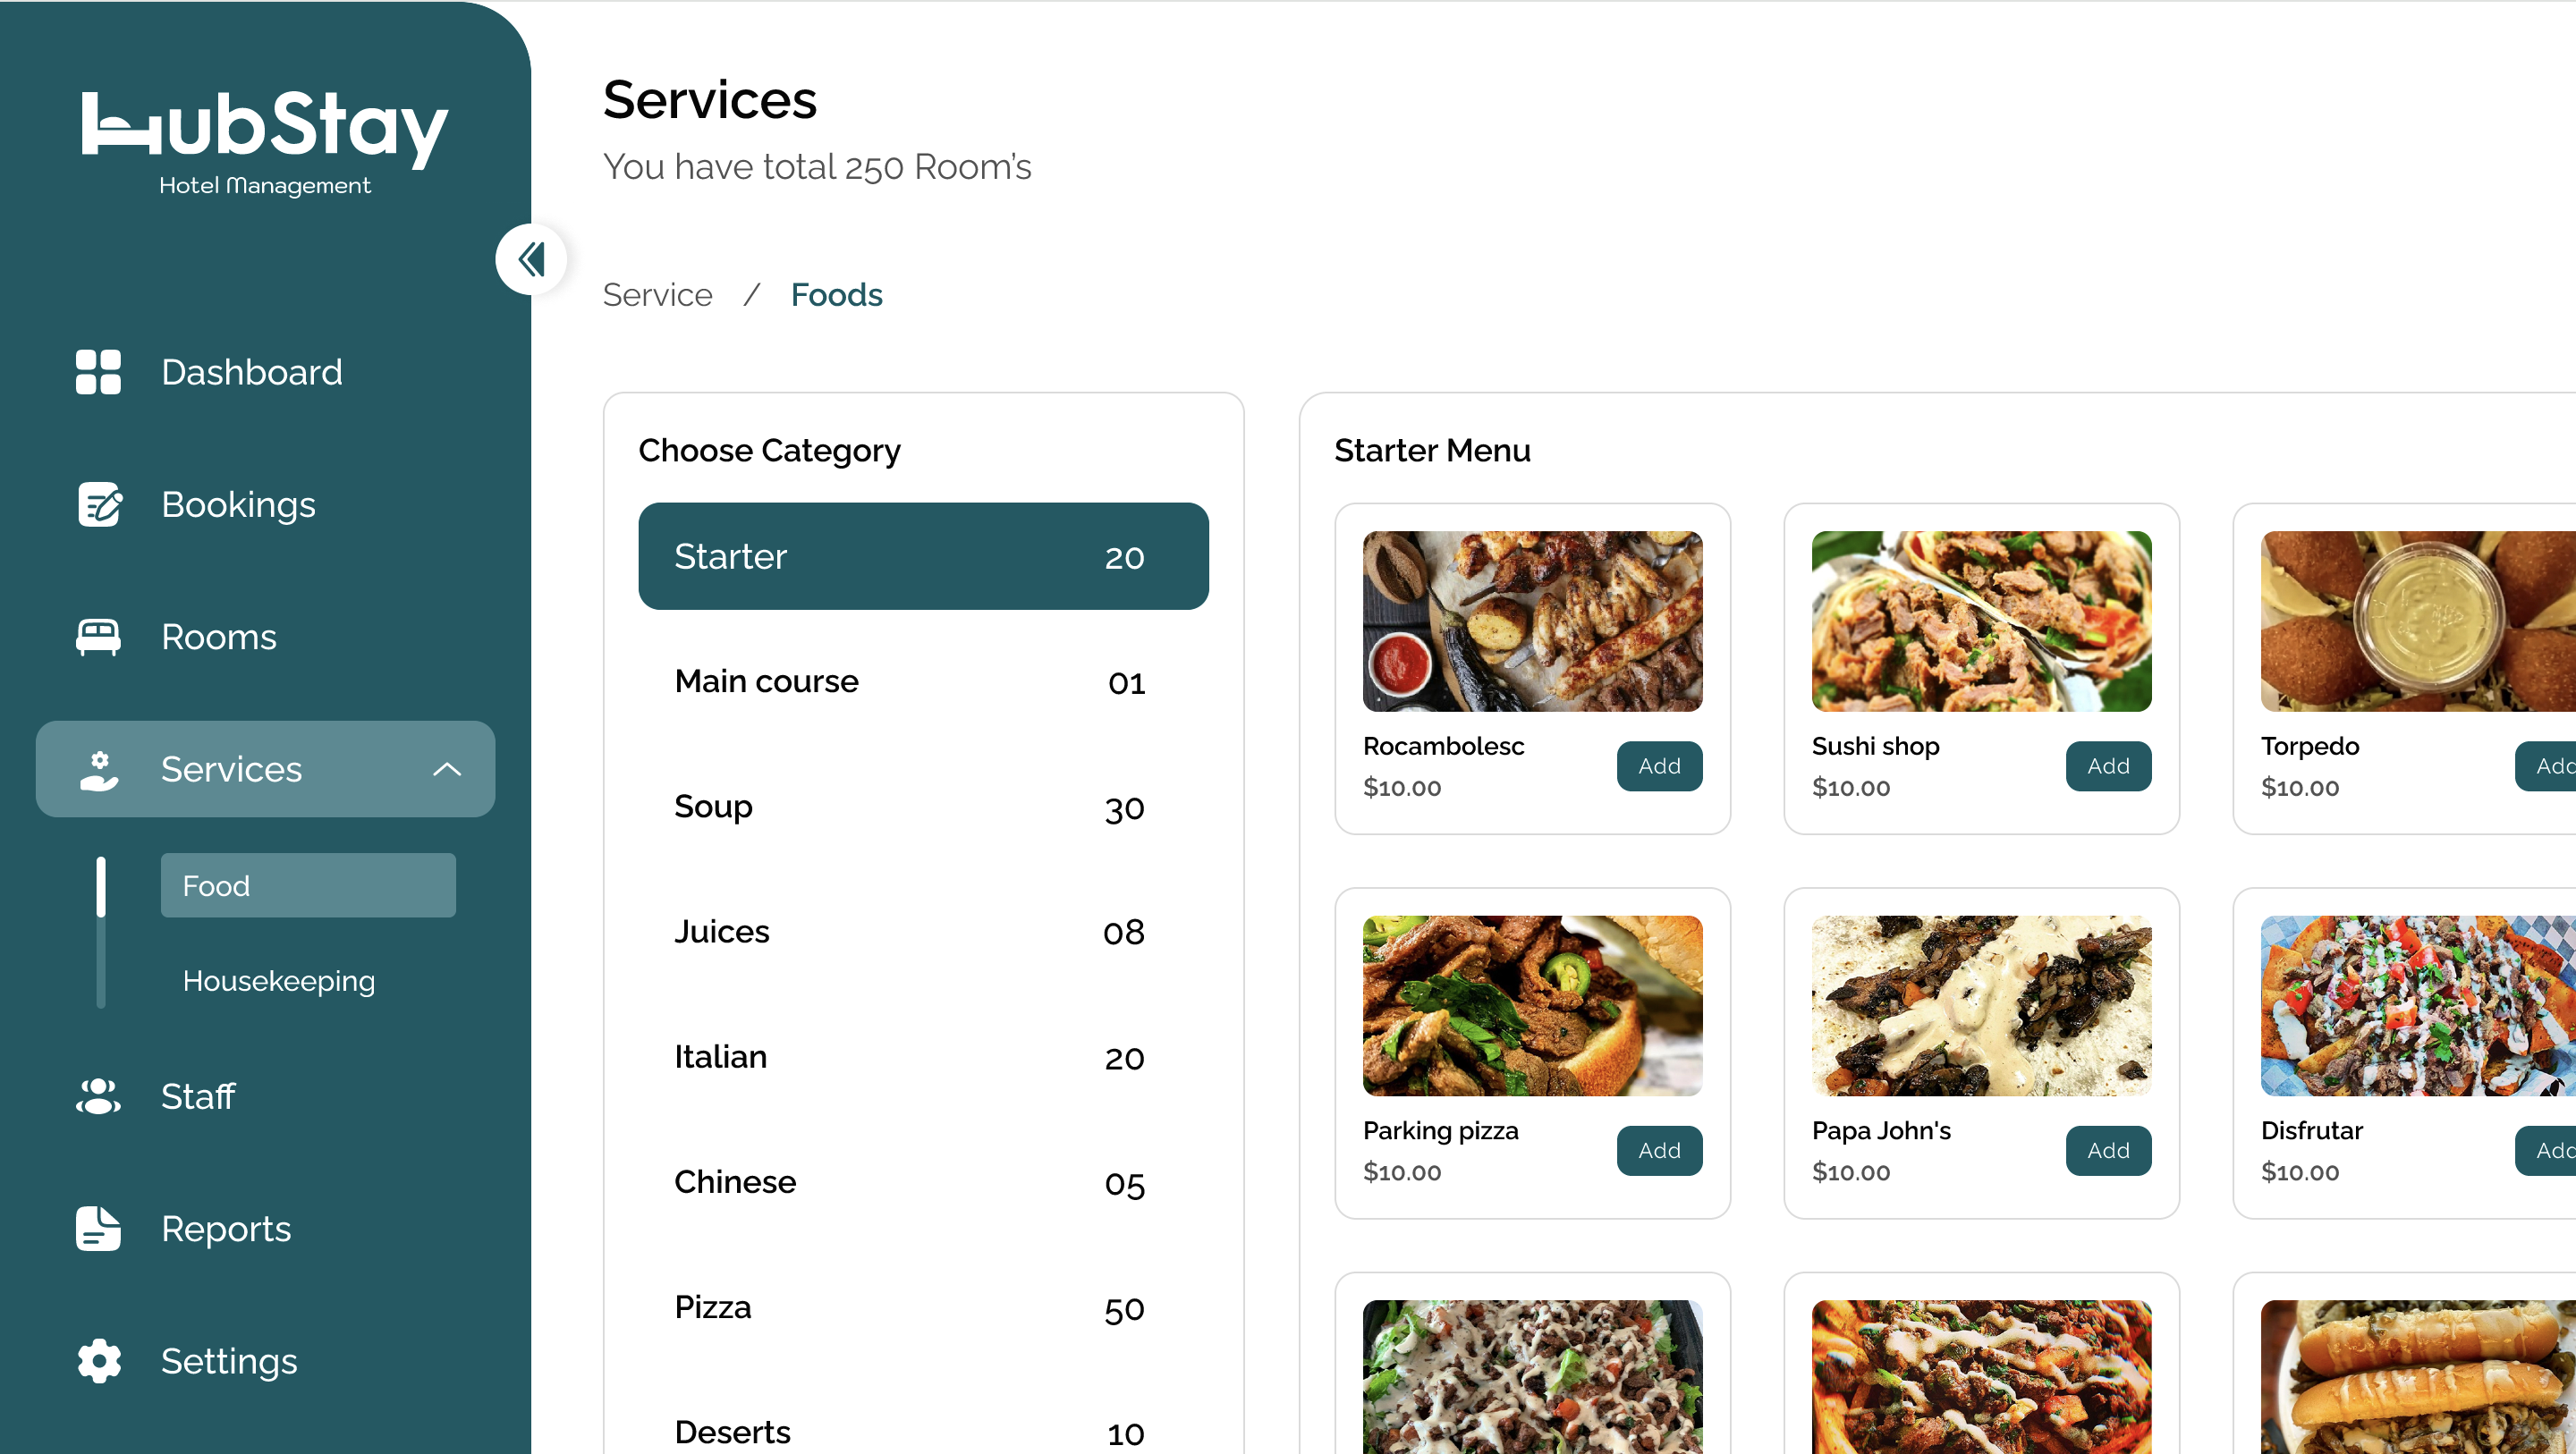 HubStay
Hotel Management
Dashboard
Bookings
Rooms
Services
Food
Housekeeping
Staff
Reports
Settings
Services
You have total 250 Room’s
Service / Foods
Choose Category
Starter 20
Main course 01
Soup 30
Juices 08
Italian 20
Chinese 05
Pizza 50
Deserts 10
Starter Menu
Rocambolesc
$10.00
Add
Sushi shop
$10.00
Add
Torpedo
$10.00
Add
Parking pizza
$10.00
Add
Papa John's
$10.00
Add
Disfrutar
$10.00
Add